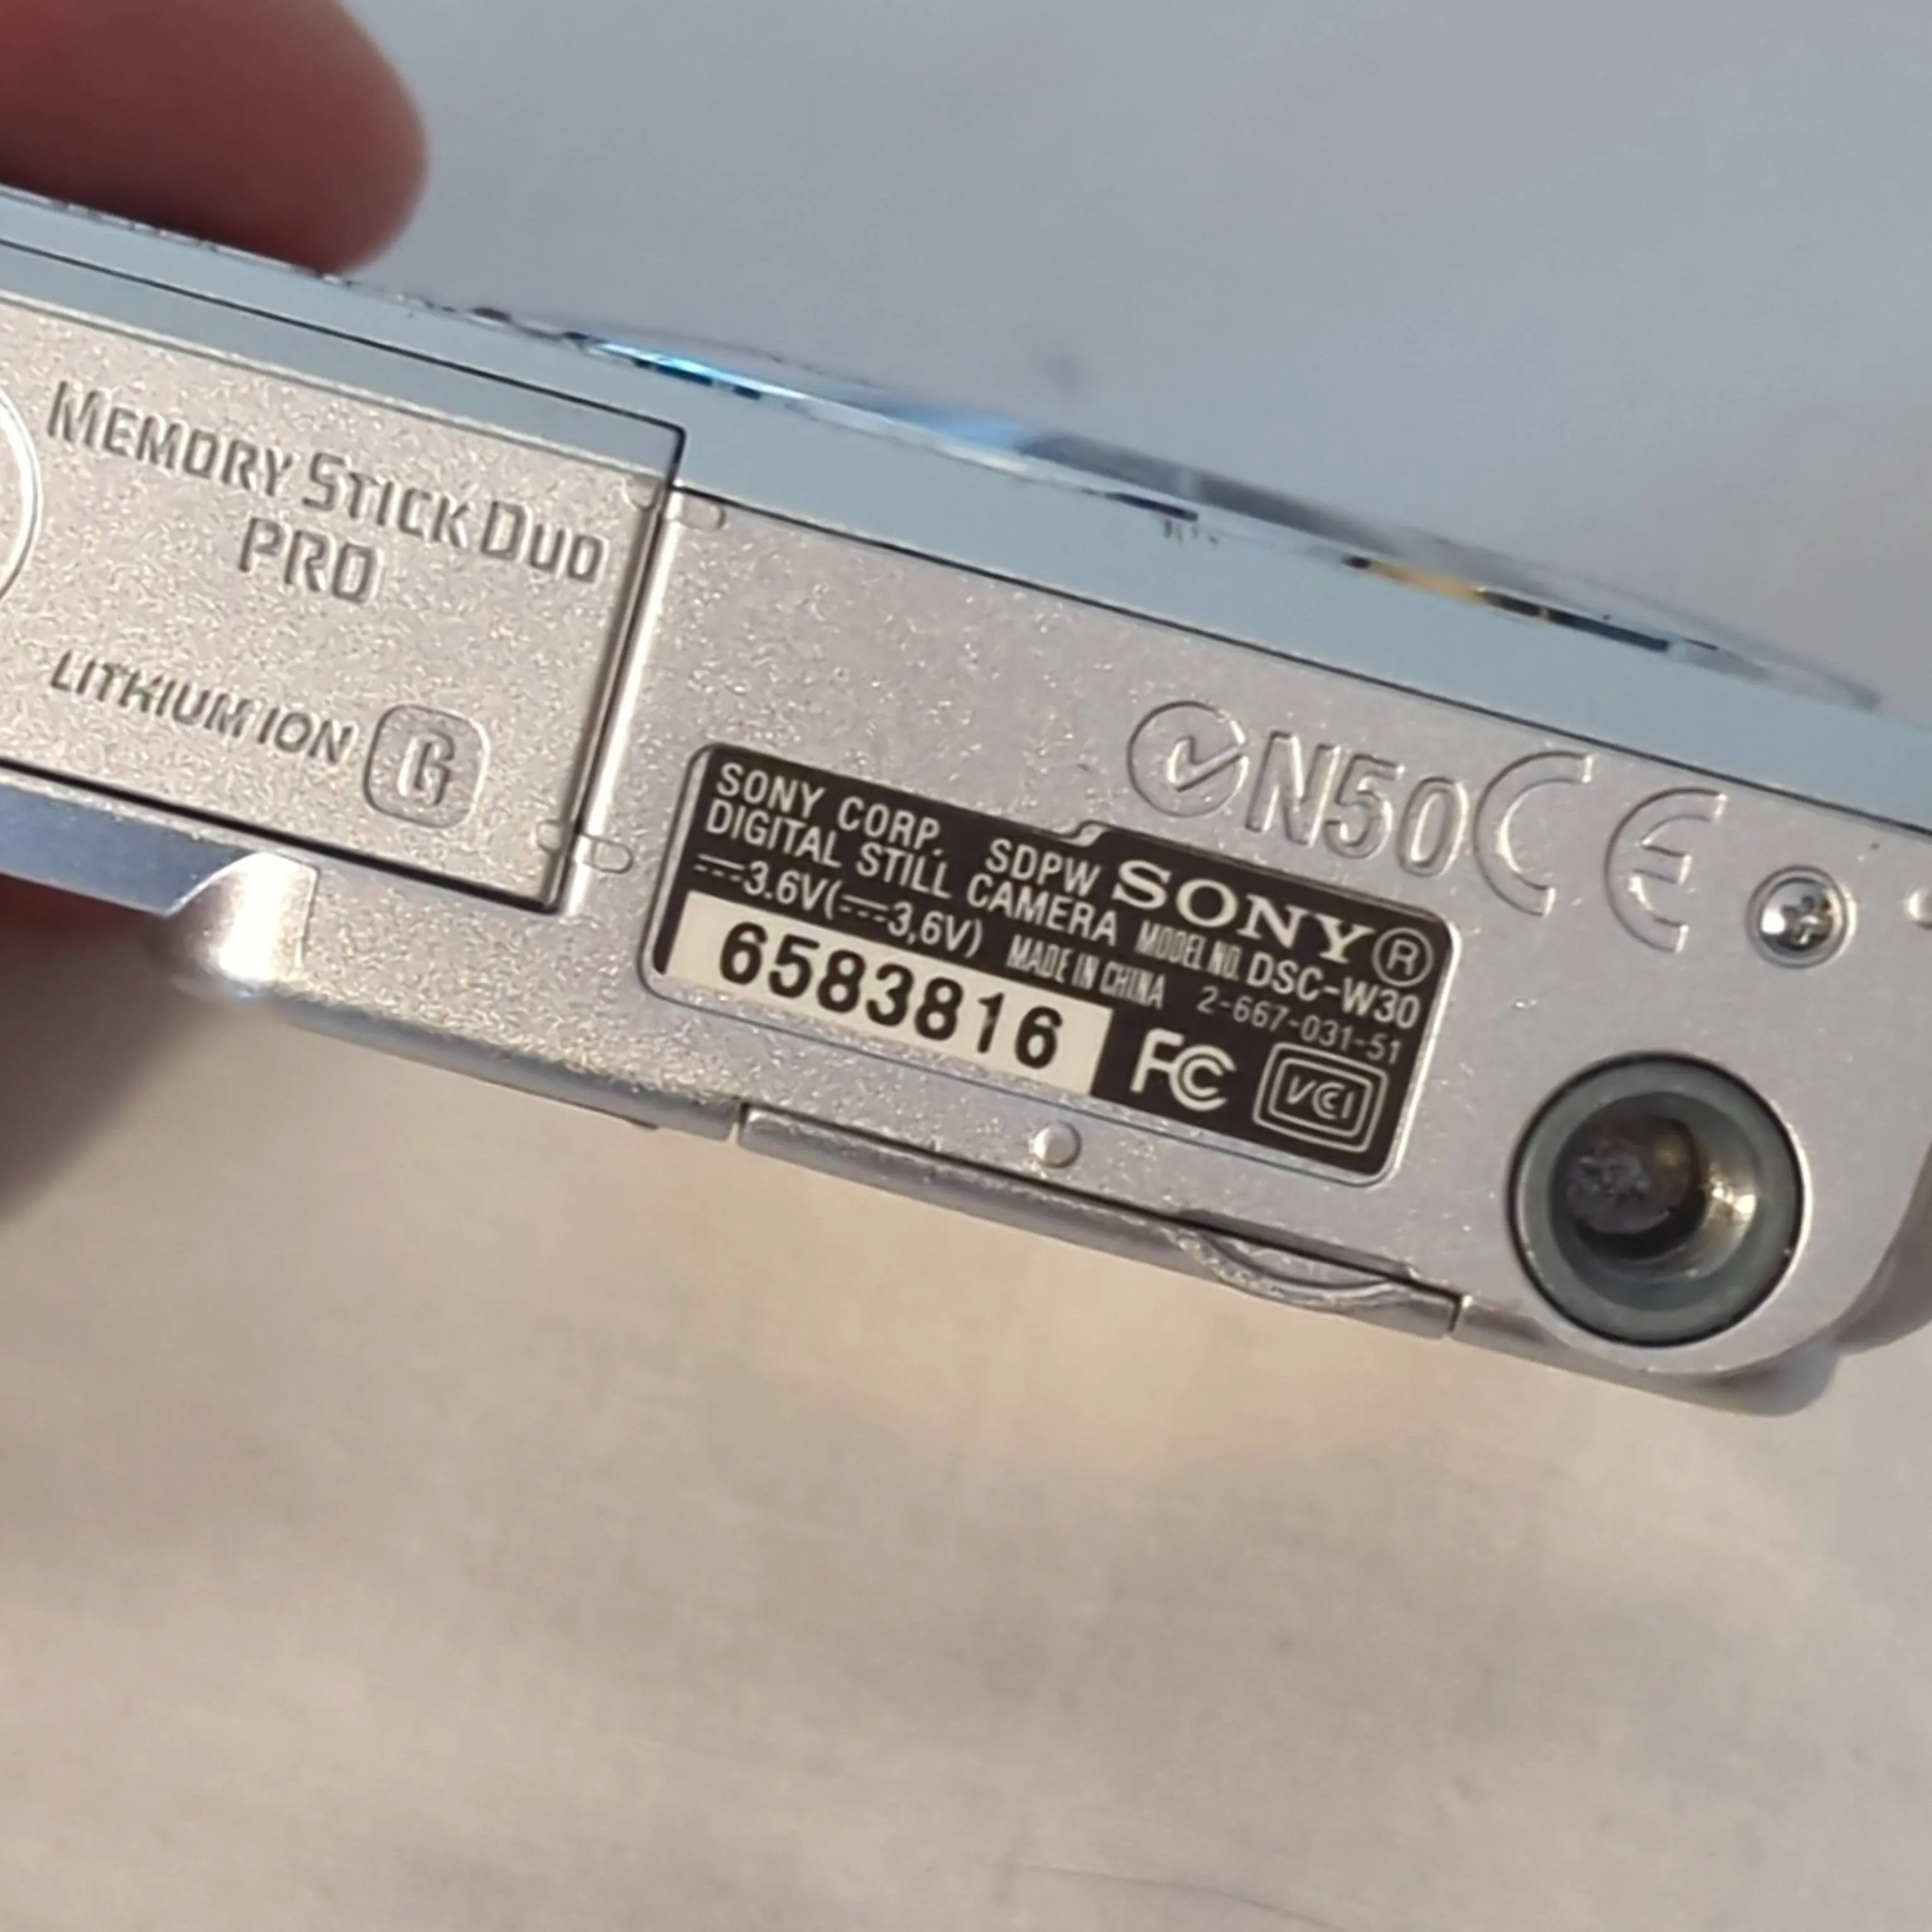 MEMORY STICK DUO
PRO
LITHIUM ION G
N50 CE
SONY CORP. SDPW SONY®
DIGITAL STILL CAMERA MODEL NO. DSC-W30
⎓3.6V(⎓3,6V) MADE IN CHINA 2-667-031-51
6583816 FC VCI